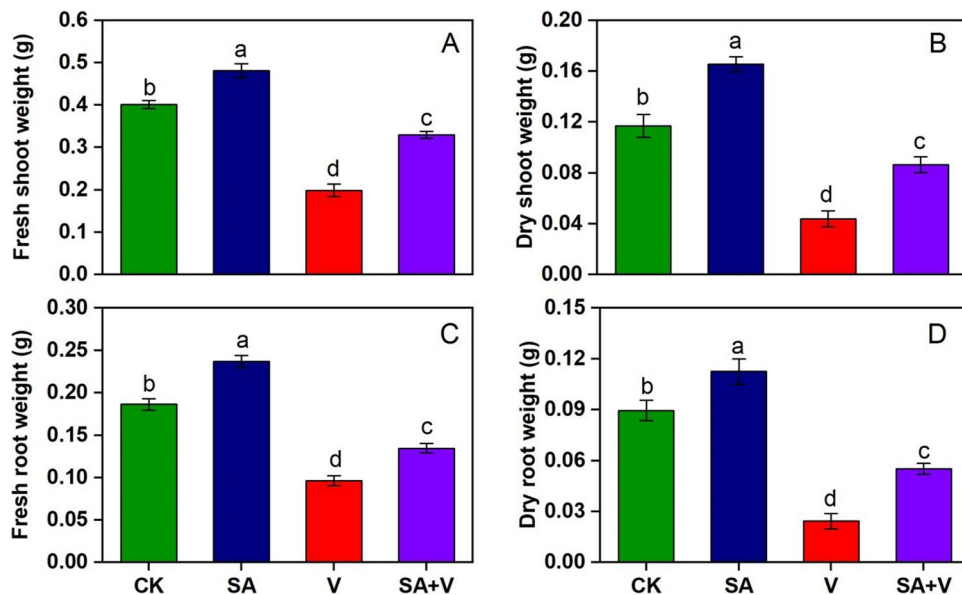 Fresh shoot weight (g)
0.6
0.5
0.4
0.3
0.2
0.1
0.0
A
b
a
d
c
Dry shoot weight (g)
0.20
0.16
0.12
0.08
0.04
0.00
B
b
a
d
c
Fresh root weight (g)
0.30
0.25
0.20
0.15
0.10
0.05
0.00
C
b
a
d
c
CK SA V SA+V
Dry root weight (g)
0.15
0.12
0.09
0.06
0.03
0.00
D
b
a
d
c
CK SA V SA+V